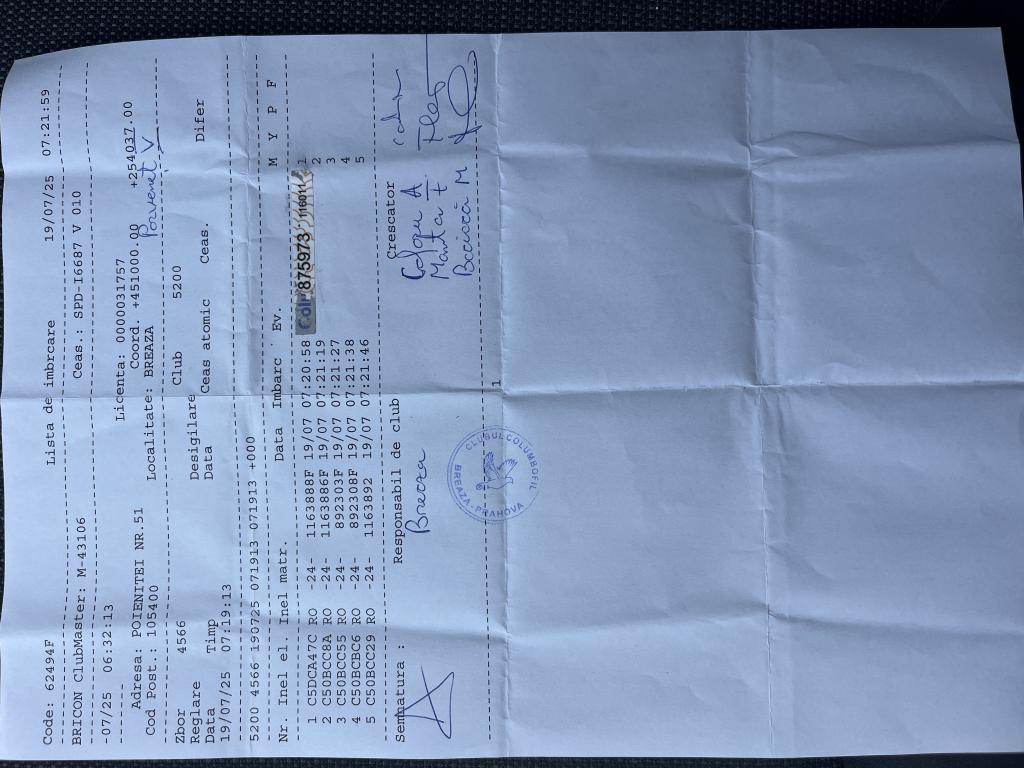 Code: 62494F Lista de imbrcare 19/07/25 07:21:59
BRICON ClubMaster: M-43106 Ceas.: SPD-I6687 V 010
-07/25 06:32:13
Licenta: 0000031757
Adresa: POIENITEI NR.51 Coord. +451000.00 +254037.00
Cod Post.: 105400 Localitate: BREAZA
Zbor 4566 Club 5200
Reglare Desigilare
Data Timp Data Ceas atomic Ceas. Difer
19/07/25 07:19:13
5200 4566 190725 071913 071913 +000
Nr. Inel el. Inel matr. Data Imbarc Ev. M Y P F
1 C5DCA47C RO -24- 1163888F 19/07 07:20:58 875973 1
2 C50BCC8A RO -24- 1163886F 19/07 07:21:19 2
3 C50BCC55 RO -24- 892303F 19/07 07:21:27 3
4 C50BCBC6 RO -24- 892308F 19/07 07:21:38 4
5 C50BCC29 RO -24- 1163892 19/07 07:21:46 5
Semnatura : Responsabil de club Crescator
Breaza
Manta F.
CLUBUL COLUMBOFIL
BREAZA-PRAHOVA
1